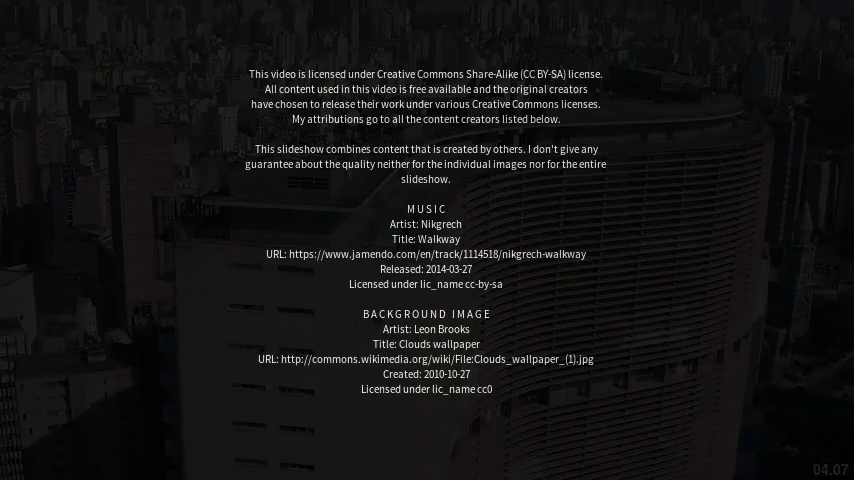 This video is licensed under Creative Commons Share-Alike (CC BY-SA) license.
All content used in this video is free available and the original creators
have chosen to release their work under various Creative Commons licenses.
My attributions go to all the content creators listed below.
This slideshow combines content that is created by others. I don't give any
guarantee about the quality neither for the individual images nor for the entire
slideshow.
MUSIC
Artist: Nikgrech
Title: Walkway
URL: https://www.jamendo.com/en/track/1114518/nikgrech-walkway
Released: 2014-03-27
Licensed under lic_name cc-by-sa
BACKGROUND IMAGE
Artist: Leon Brooks
Title: Clouds wallpaper
URL: http://commons.wikimedia.org/wiki/File:Clouds_wallpaper_(1).jpg
Created: 2010-10-27
Licensed under lic_name cc0
04.07